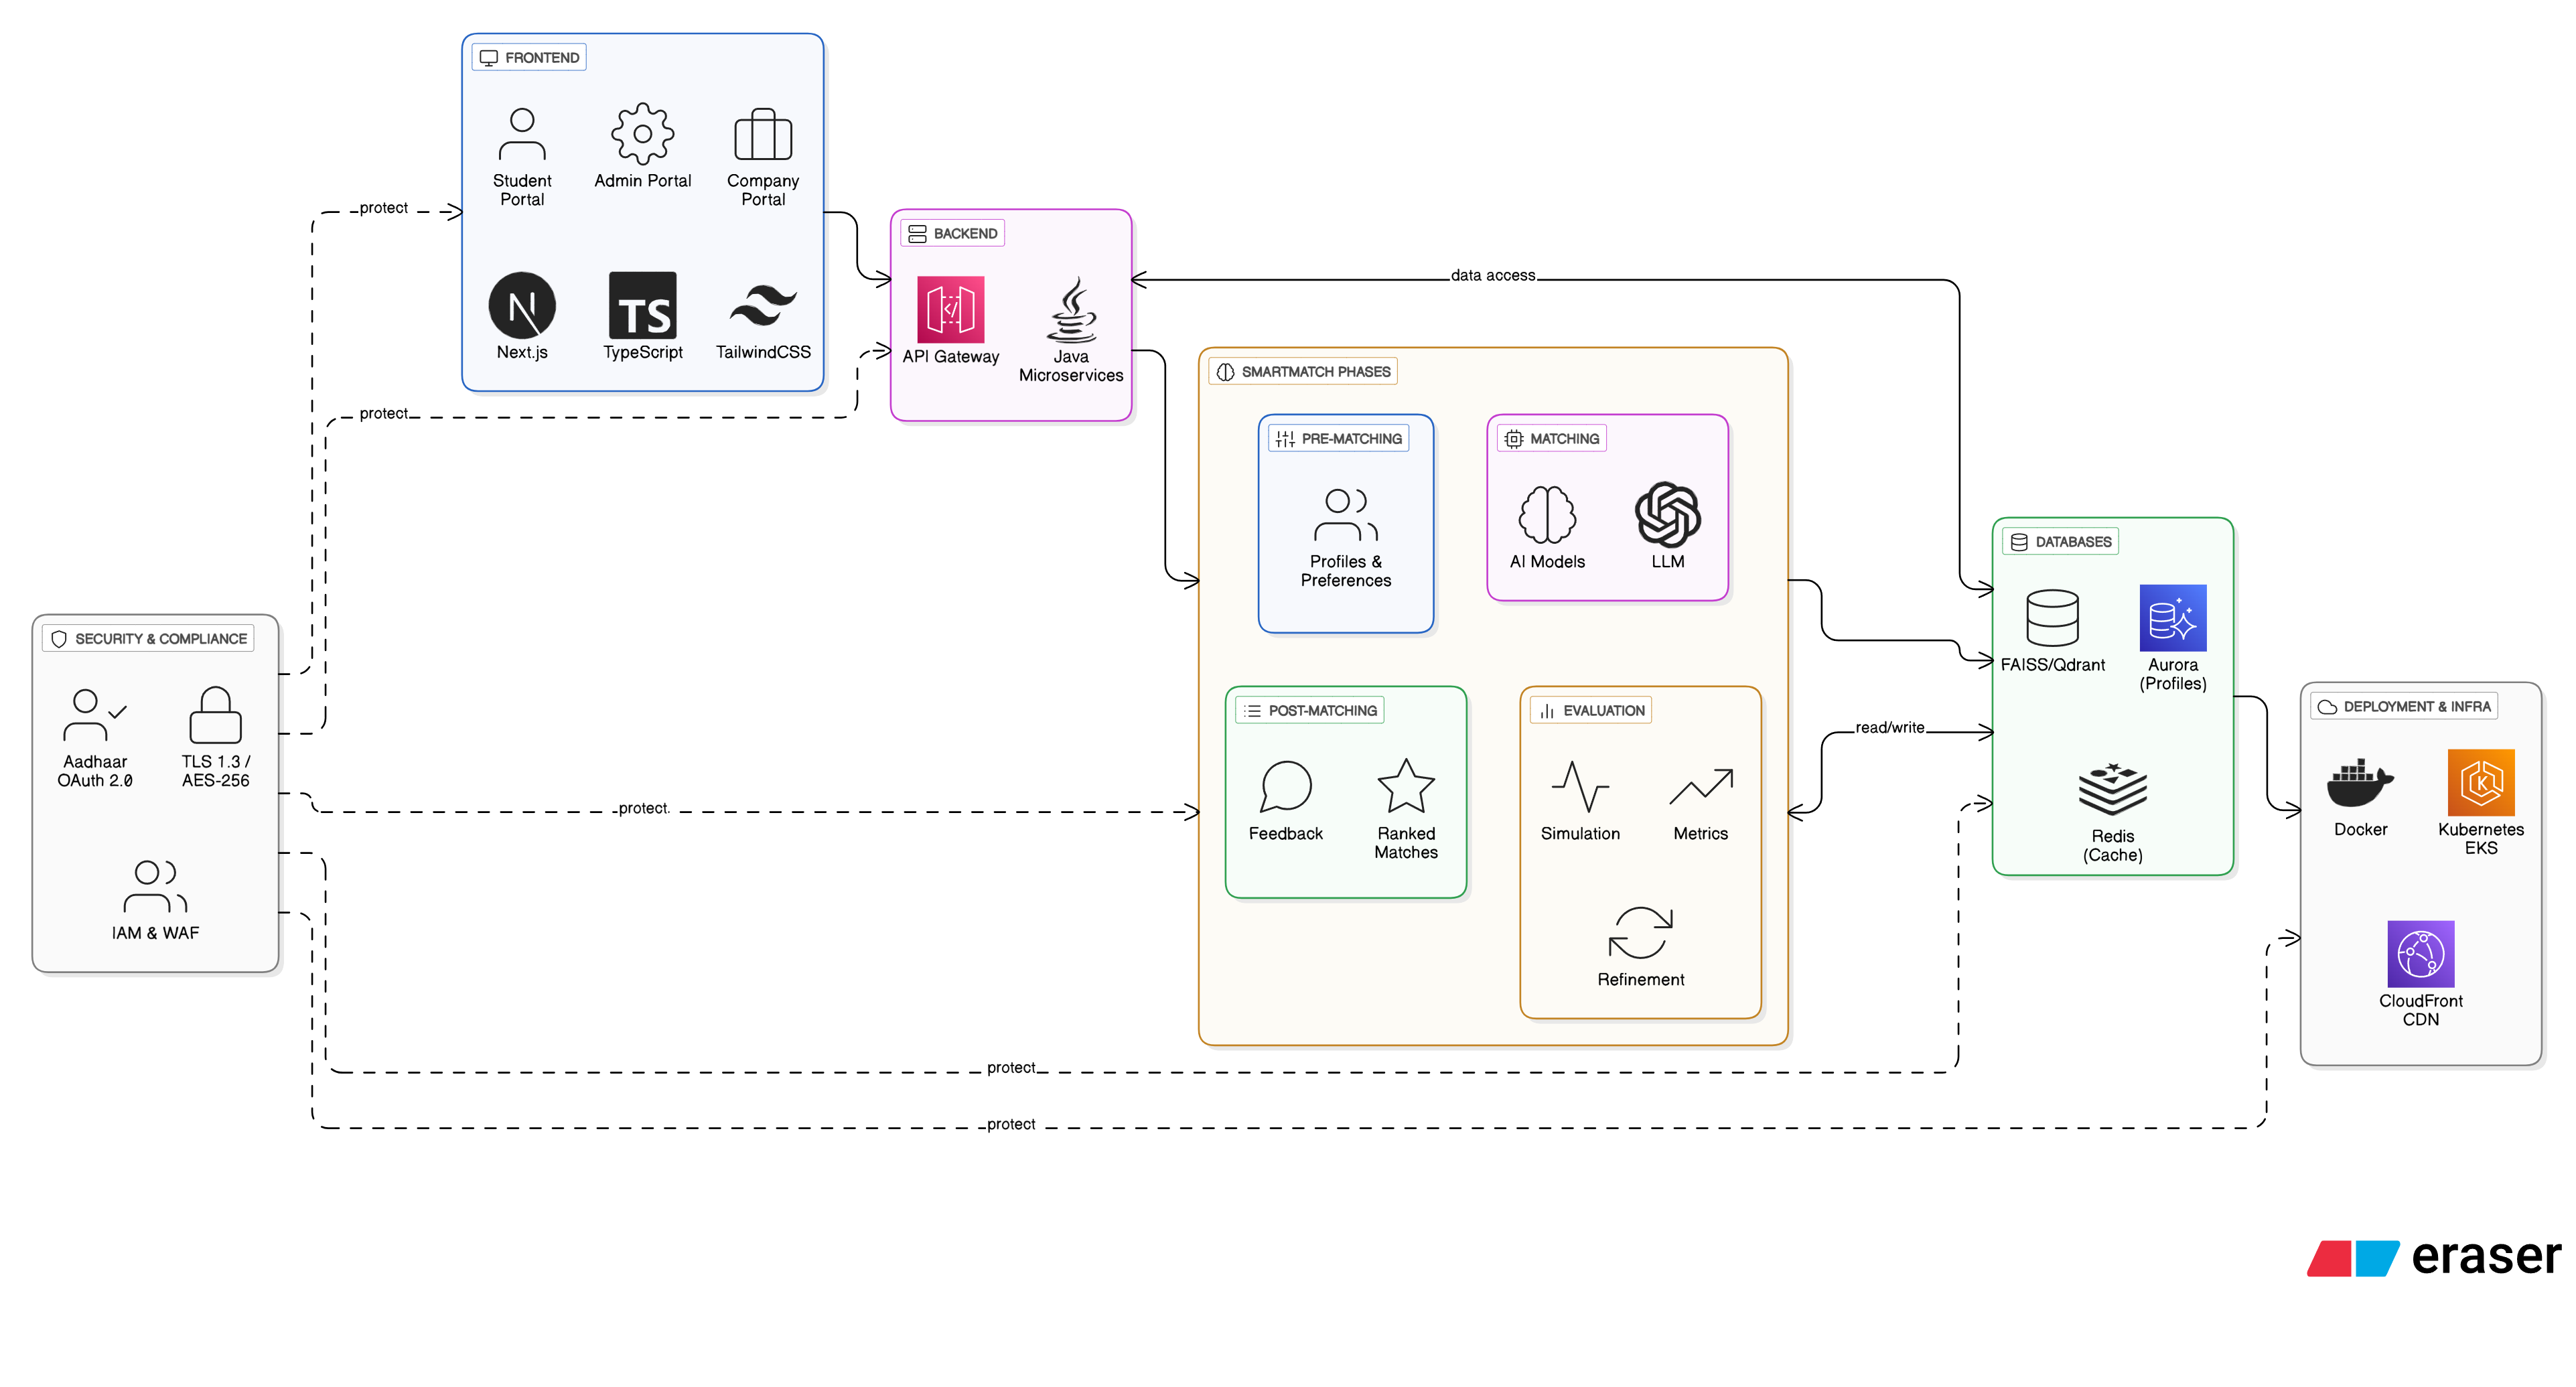 FRONTEND
Student
Portal
Admin Portal
Company
Portal
Next.js
TS
TypeScript
TailwindCSS
protect
BACKEND
API Gateway
Java
Microservices
data access
protect
SMARTMATCH PHASES
PRE-MATCHING
Profiles &
Preferences
MATCHING
AI Models
LLM
POST-MATCHING
Feedback
Ranked
Matches
EVALUATION
Simulation
Metrics
Refinement
SECURITY & COMPLIANCE
Aadhaar
OAuth 2.0
TLS 1.3 /
AES-256
IAM & WAF
protect
read/write
DATABASES
FAISS/Qdrant
Aurora
(Profiles)
Redis
(Cache)
DEPLOYMENT & INFRA
Docker
K
Kubernetes
EKS
CloudFront
CDN
protect
protect
eraser